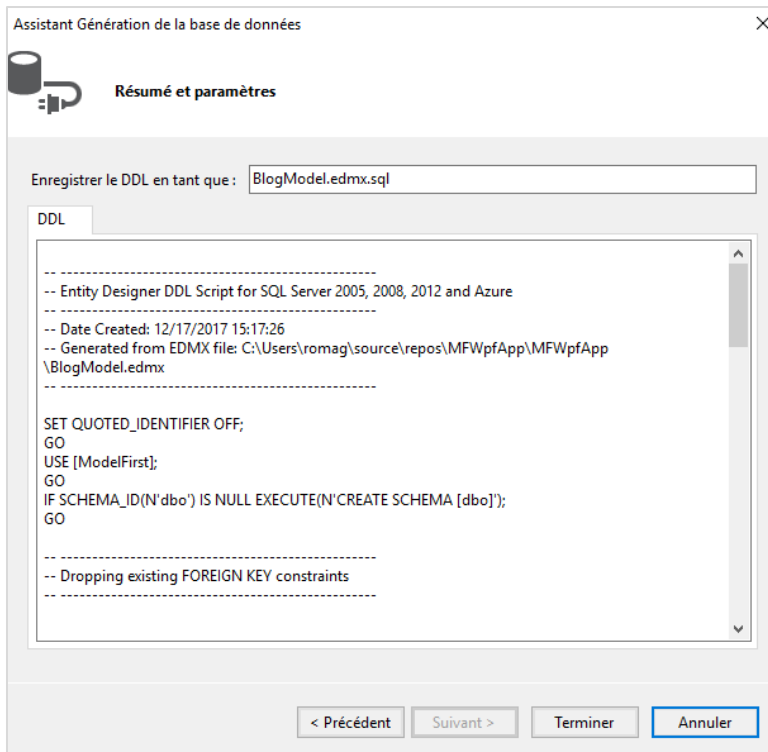 Assistant Génération de la base de données
Résumé et paramètres
Enregistrer le DDL en tant que : BlogModel.edmx.sql
DDL
-- --------------------------------------------------
-- Entity Designer DDL Script for SQL Server 2005, 2008, 2012 and Azure
-- --------------------------------------------------
-- Date Created: 12/17/2017 15:17:26
-- Generated from EDMX file: C:\Users\romag\source\repos\MFWpfApp\MFWpfApp
\BlogModel.edmx
-- --------------------------------------------------
SET QUOTED_IDENTIFIER OFF;
GO
USE [ModelFirst];
GO
IF SCHEMA_ID(N'dbo') IS NULL EXECUTE(N'CREATE SCHEMA [dbo]');
GO
-- --------------------------------------------------
-- Dropping existing FOREIGN KEY constraints
-- --------------------------------------------------
< Précédent Suivant > Terminer Annuler